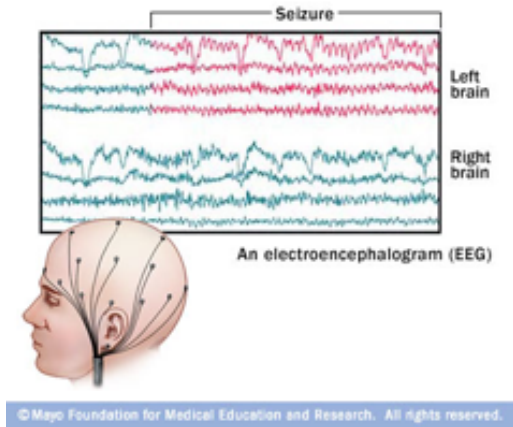 Seizure
Left
brain
Right
brain
An electroencephalogram (EEG)
©Mayo Foundation for Medical Education and Research. All rights reserved.